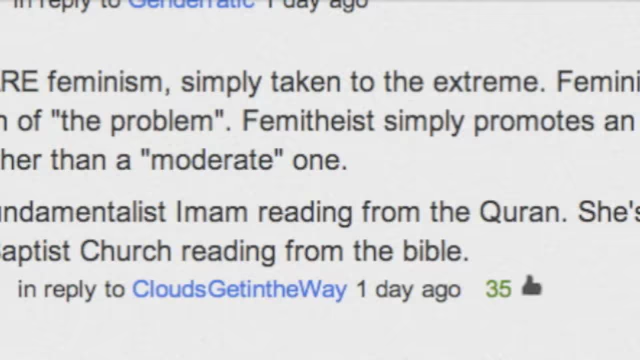 in reply to Genderratic 1 day ago
ARE feminism, simply taken to the extreme. Femini
n of "the problem". Femitheist simply promotes an
her than a "moderate" one.
undamentalist Imam reading from the Quran. She's
Baptist Church reading from the bible.
in reply to CloudsGetintheWay 1 day ago 35